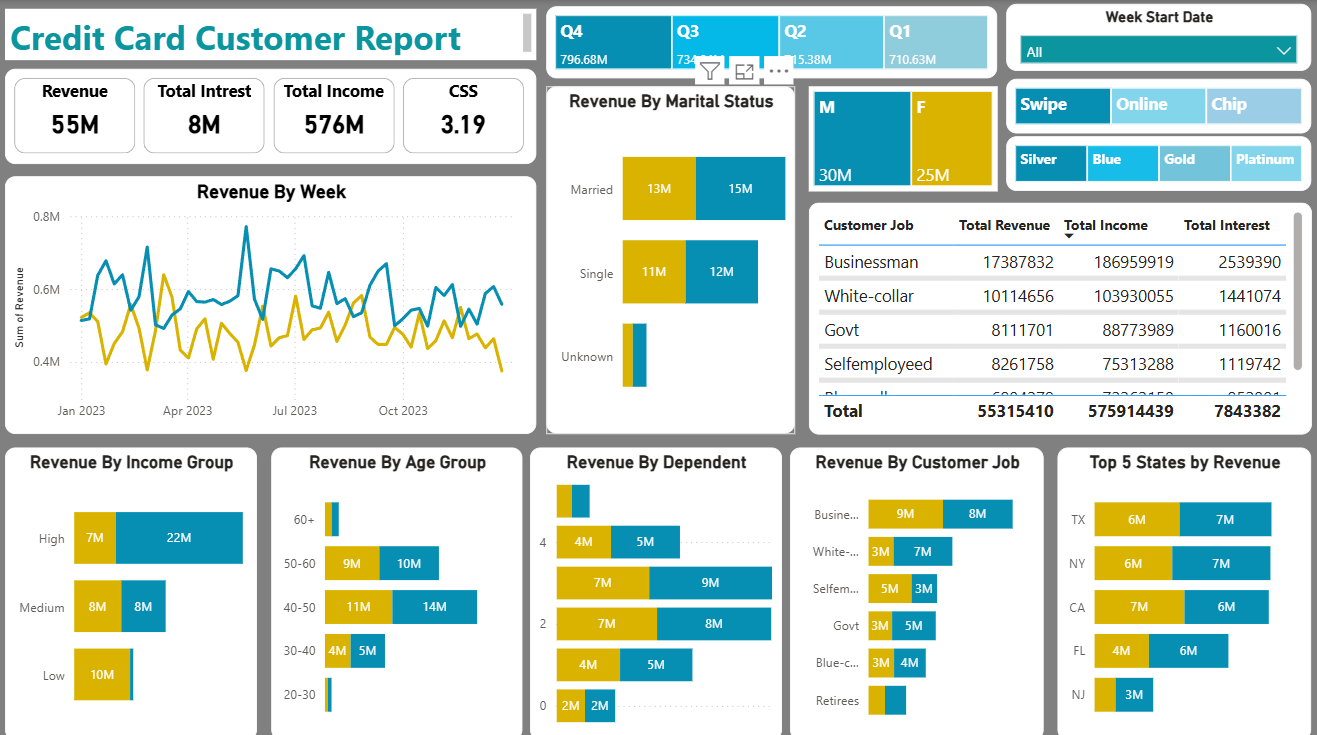 Credit Card Customer Report
Revenue
55M
Total Intrest
8M
Total Income
576M
CSS
3.19
Q4
796.68M
Q3
Q2
Q1
710.63M
Week Start Date
All
Swipe
Online
Chip
Silver
Blue
Gold
Platinum
Revenue By Week
Sum of Revenue
0.8M
0.6M
0.4M
Jan 2023
Apr 2023
Jul 2023
Oct 2023
Revenue By Marital Status
Married
13M
15M
Single
11M
12M
Unknown
M
30M
F
25M
Customer Job Total Revenue Total Income Total Interest
Businessman 17387832 186959919 2539390
White-collar 10114656 103930055 1441074
Govt 8111701 88773989 1160016
Selfemployeed 8261758 75313288 1119742
Total 55315410 575914439 7843382
Revenue By Income Group
High 7M 22M
Medium 8M 8M
Low 10M
Revenue By Age Group
60+
50-60 9M 10M
40-50 11M 14M
30-40 4M 5M
20-30
Revenue By Dependent
4 4M 5M
7M 9M
2 7M 8M
4M 5M
0 2M 2M
Revenue By Customer Job
Busine... 9M 8M
White-... 3M 7M
Selfem... 5M 3M
Govt 3M 5M
Blue-c... 3M 4M
Retirees
Top 5 States by Revenue
TX 6M 7M
NY 6M 7M
CA 7M 6M
FL 4M 6M
NJ 3M